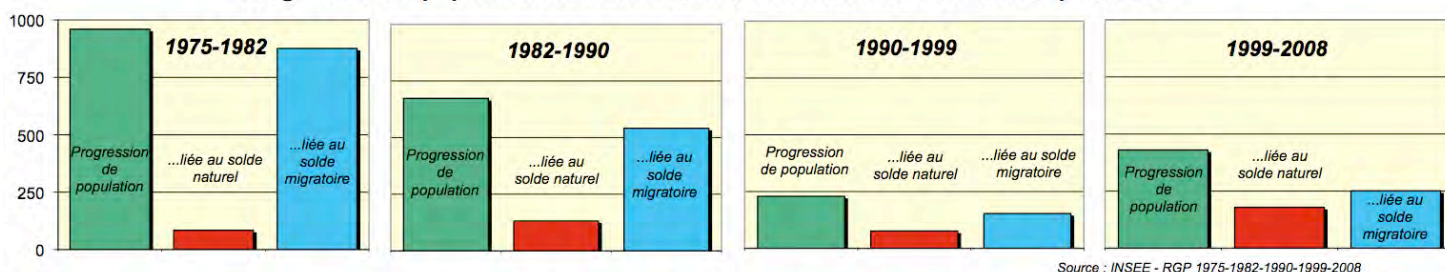 1000
750
500
250
0
1975-1982
Progression
de
population
...liée au solde
naturel
...liée au
solde
migratoire
1982-1990
Progression
de
population
...liée au
solde naturel
...liée au
solde
migratoire
1990-1999
Progression
de population
...liée au
solde naturel
...liée au solde
migratoire
1999-2008
Progression
de
population
...liée au
solde naturel
...liée au
solde
migratoire
Source : INSEE - RGP 1975-1982-1990-1999-2008